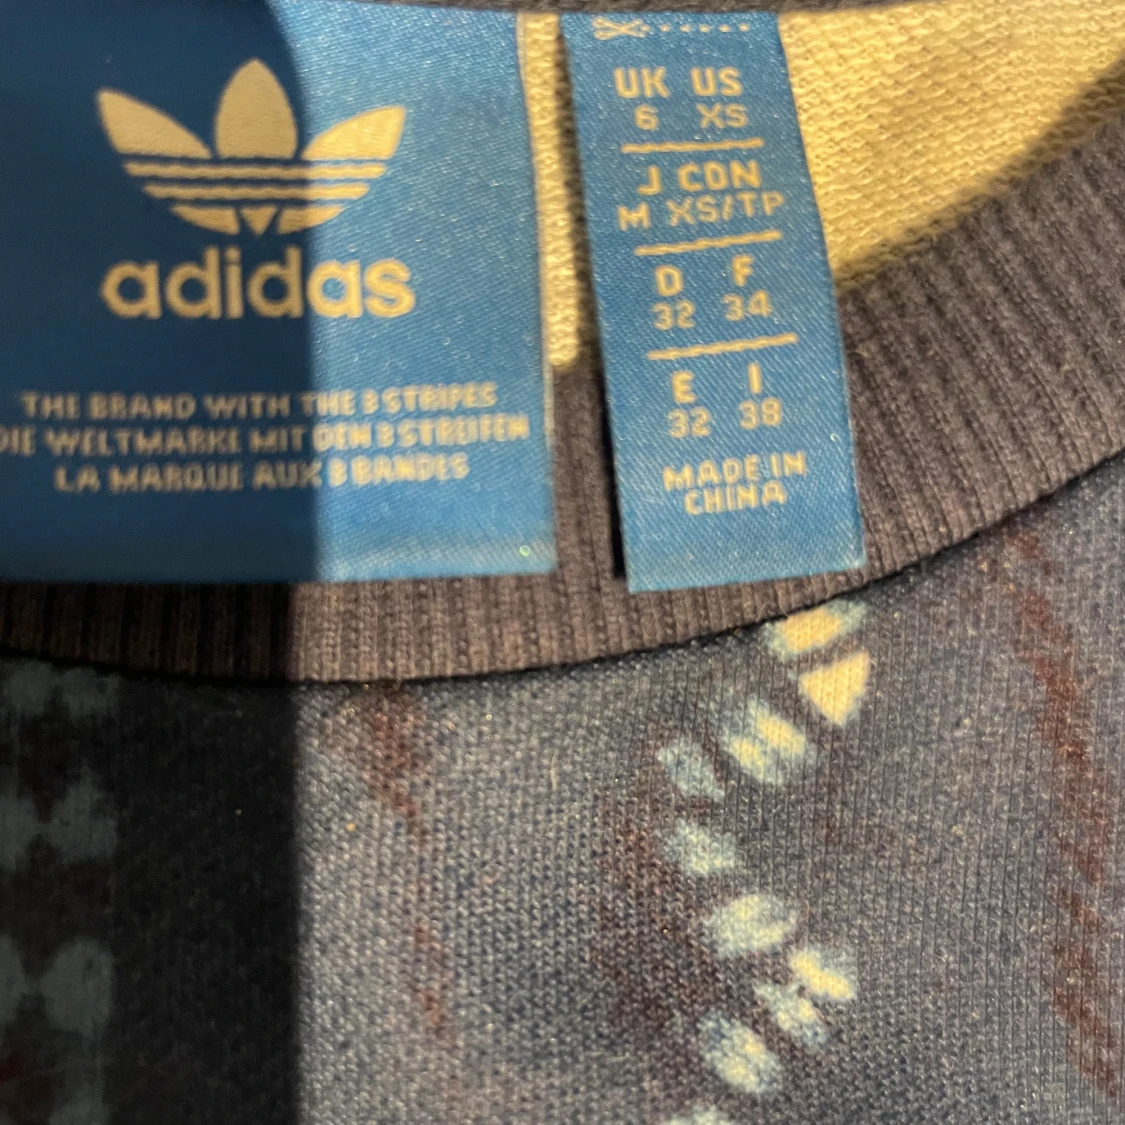 adidas
THE BRAND WITH THE 3 STRIPES
DIE WELTMARKE MIT DEN 3 STREIFEN
LA MARQUE AUX 3 BANDES
UK US
6 XS
J CDN
M XS/TP
D F
32 34
E I
32 38
MADE IN
CHINA